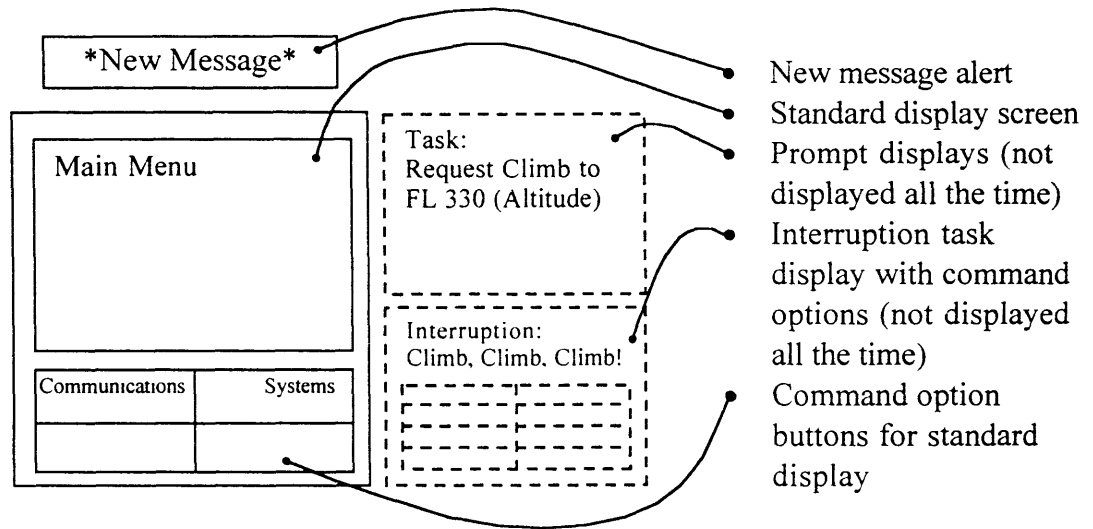 *New Message*
Main Menu
Communications Systems
Task:
Request Climb to
FL 330 (Altitude)
Interruption:
Climb, Climb, Climb!
New message alert
Standard display screen
Prompt displays (not
displayed all the time)
Interruption task
display with command
options (not displayed
all the time)
Command option
buttons for standard
display